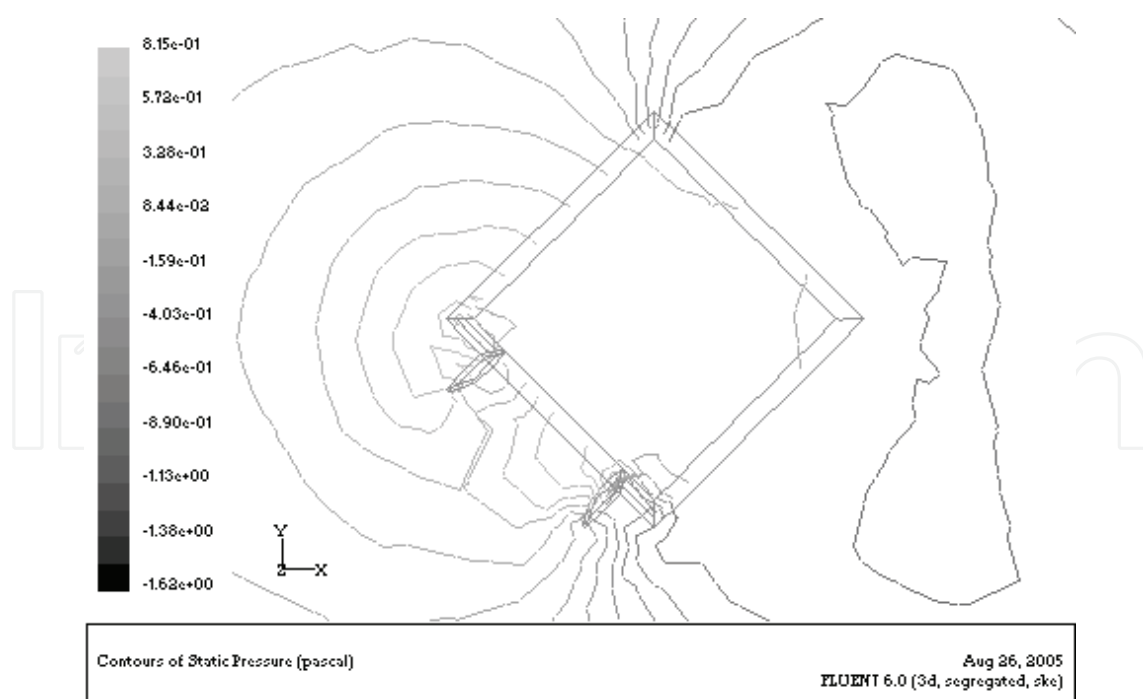 8.15e-01
5.72e-01
3.28e-01
8.44e-02
-1.59e-01
-4.03e-01
-6.46e-01
-8.90e-01
-1.13e+00
-1.38e+00
-1.62e+00
Y
Z
X
Contours of Static Pressure (pascal)
Aug 26, 2005
FLUENT 6.0 (3d, segregated, ske)